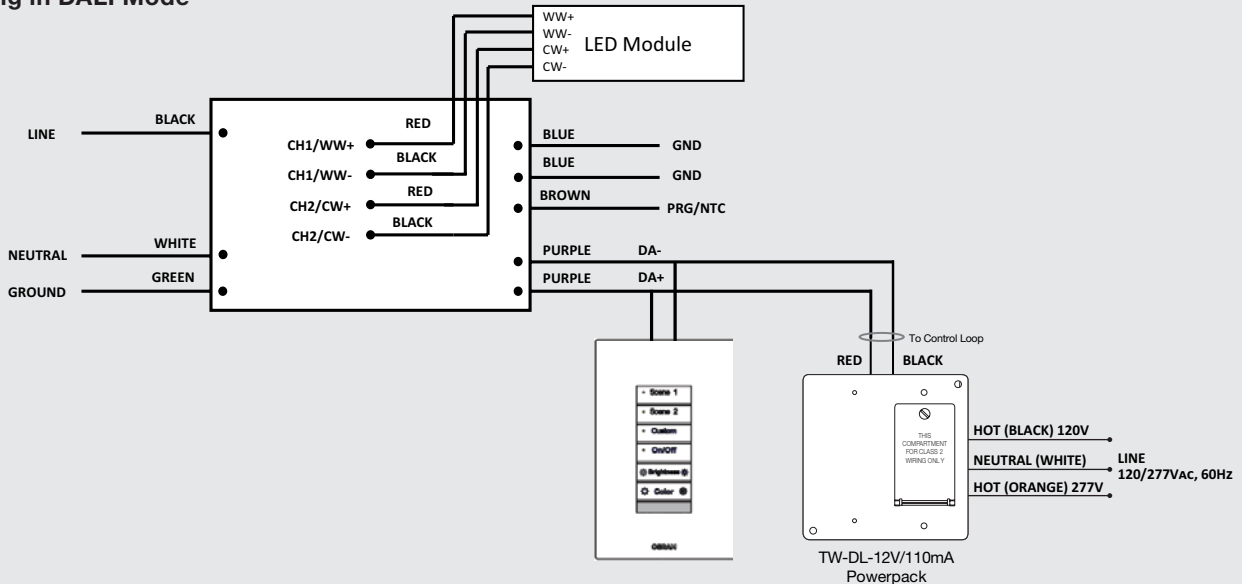 ng in DALI Mode
WW+
WW-
CW+
CW-
LED Module
LINE
BLACK
NEUTRAL
WHITE
GROUND
GREEN
CH1/WW+
RED
CH1/WW-
BLACK
CH2/CW+
RED
CH2/CW-
BLACK
BLUE
GND
BLUE
GND
BROWN
PRG/NTC
PURPLE DA-
PURPLE DA+
To Control Loop
RED BLACK
Scene 1
Scene 2
Custom
On/Off
Brightness
Color
OSRAM
THIS
COMPARTMENT
FOR CLASS 2
WIRING ONLY
HOT (BLACK) 120V
NEUTRAL (WHITE)
HOT (ORANGE) 277V
LINE
120/277VAC, 60Hz
TW-DL-12V/110mA
Powerpack